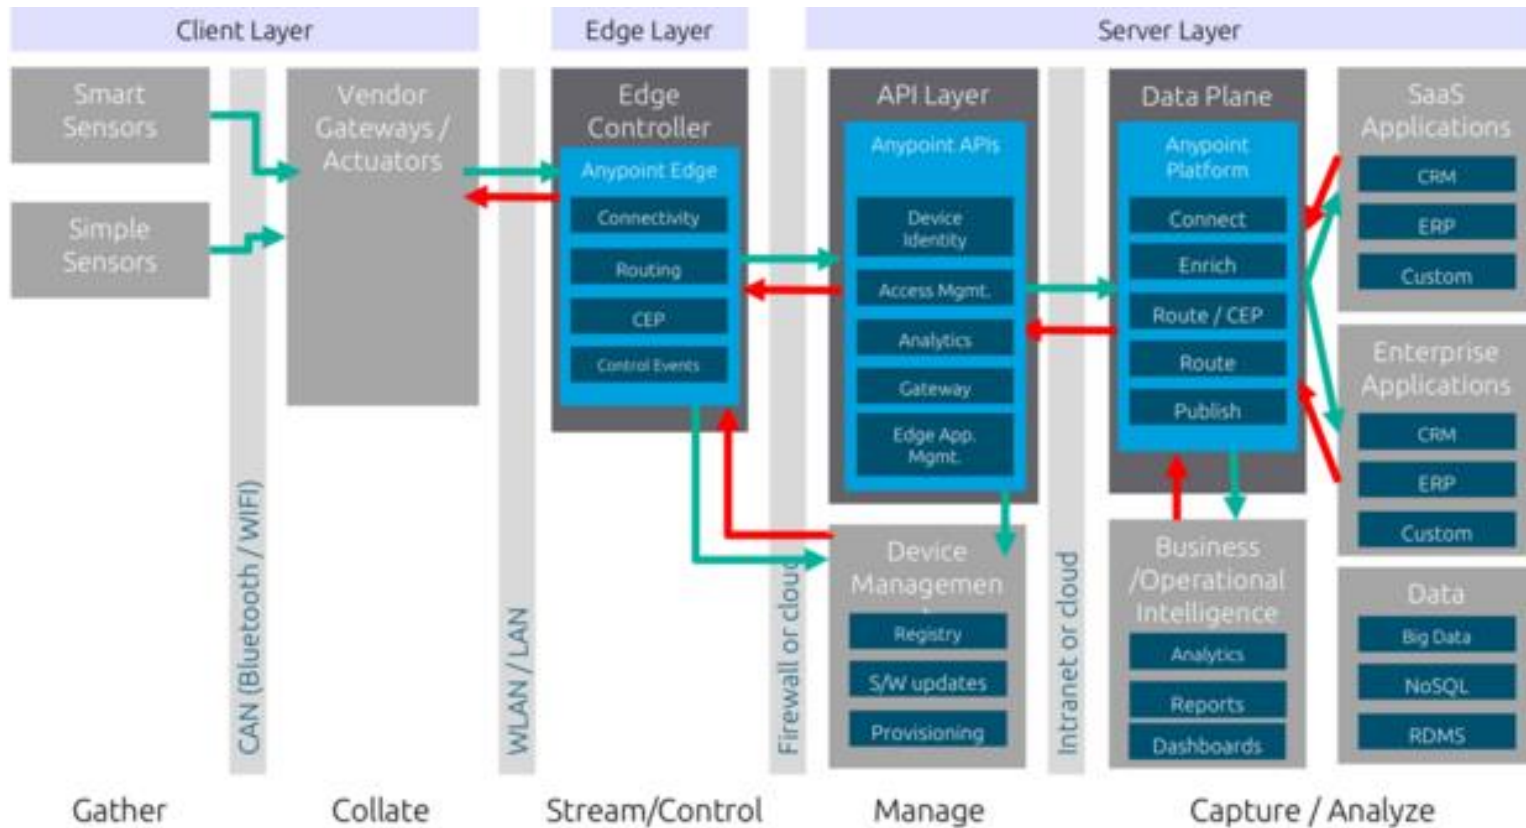 Client Layer
Edge Layer
Server Layer
Smart
Sensors
Simple
Sensors
CAN (Bluetooth / WIFI)
Vendor
Gateways /
Actuators
WLAN / LAN
Edge
Controller
Anypoint Edge
Connectivity
Routing
CEP
Control Events
Firewall or cloud
API Layer
Anypoint APIs
Device
Identity
Access Mgmt.
Analytics
Gateway
Edge App.
Mgmt.
Device
Managemen
Registry
S/W updates
Provisioning
Intranet or cloud
Data Plane
Anypoint
Platform
Connect
Enrich
Route / CEP
Route
Publish
Business
/Operational
Intelligence
Analytics
Reports
Dashboards
SaaS
Applications
CRM
ERP
Custom
Enterprise
Applications
CRM
ERP
Custom
Data
Big Data
NoSQL
RDMS
Gather
Collate
Stream/Control
Manage
Capture / Analyze